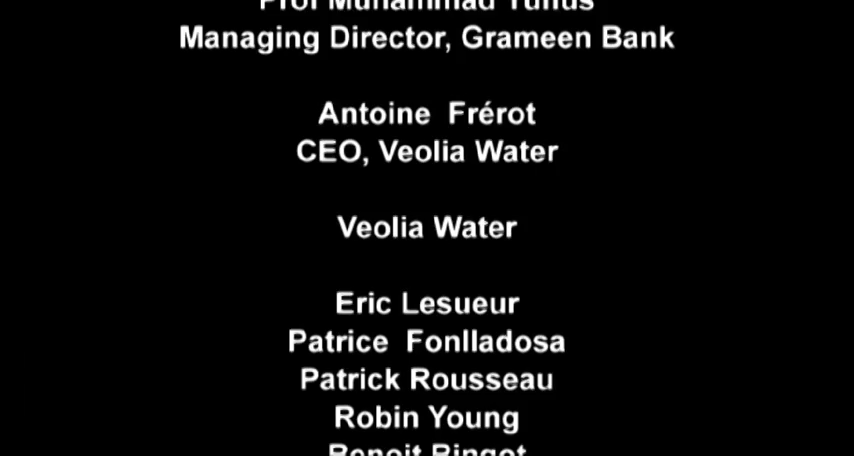 Prof Muhammad Yunus
Managing Director, Grameen Bank
Antoine Frérot
CEO, Veolia Water
Veolia Water
Eric Lesueur
Patrice Fonlladosa
Patrick Rousseau
Robin Young
Benoit Ringot